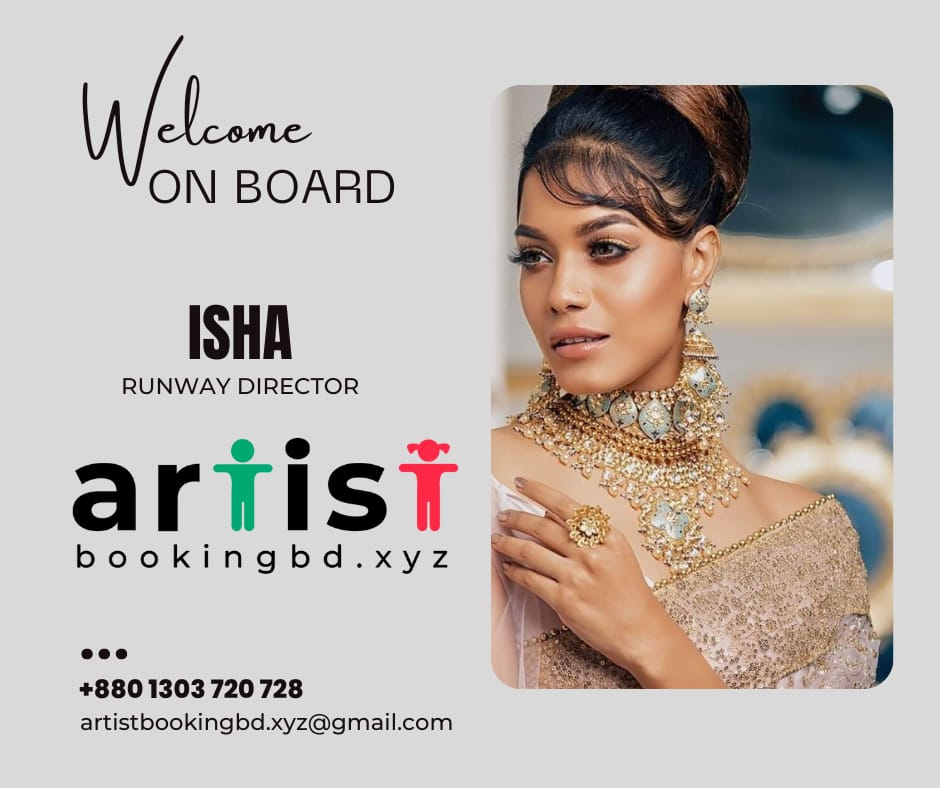 Welcome
ON BOARD
ISHA
RUNWAY DIRECTOR
artist
bookingbd.xyz
+880 1303 720 728
artistbookingbd.xyz@gmail.com